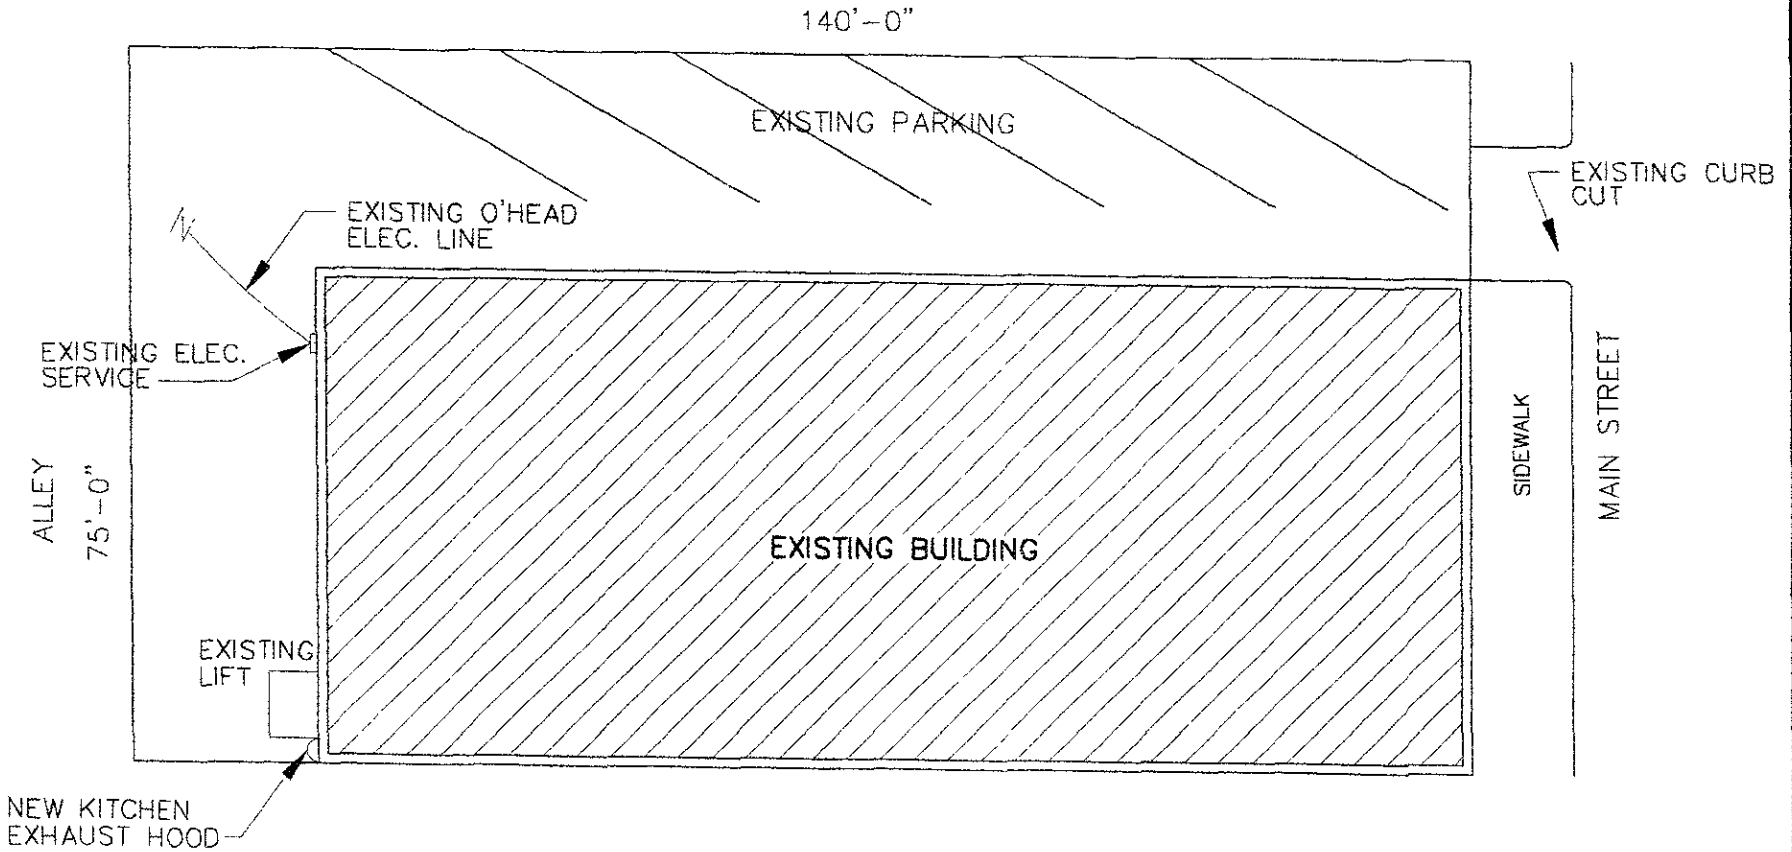 140'-0"
EXISTING PARKING
EXISTING CURB
CUT
EXISTING O'HEAD
ELEC. LINE
EXISTING ELEC.
SERVICE
ALLEY
75'-0"
SIDEWALK
MAIN STREET
EXISTING BUILDING
EXISTING
LIFT
NEW KITCHEN
EXHAUST HOOD